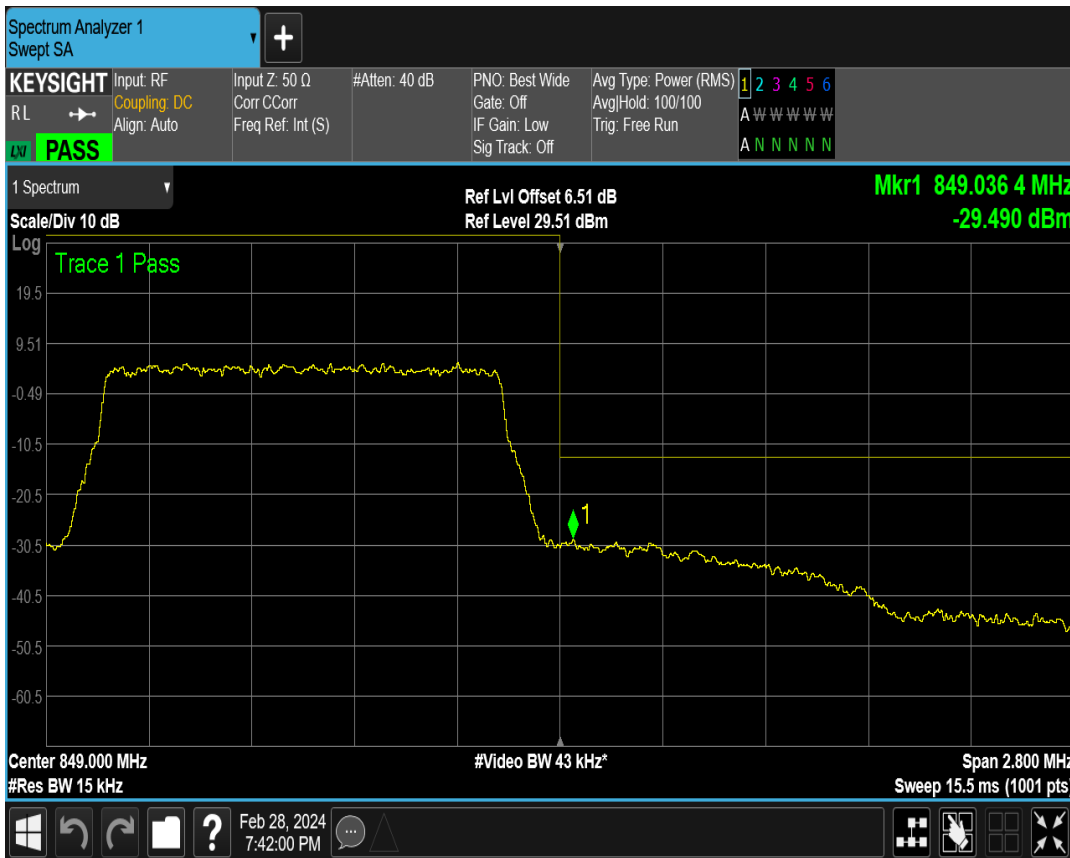 Spectrum Analyzer 1
Swept SA
KEYSIGHT
R L
LXI PASS
Input: RF
Coupling: DC
Align: Auto
Input Z: 50 Ω
Corr CCorr
Freq Ref: Int (S)
#Atten: 40 dB
PNO: Best Wide
Gate: Off
IF Gain: Low
Sig Track: Off
Avg Type: Power (RMS)
Avg|Hold: 100/100
Trig: Free Run
1 2 3 4 5 6
A W W W W W
A N N N N N
1 Spectrum
Scale/Div 10 dB
Ref Lvl Offset 6.51 dB
Ref Level 29.51 dBm
Mkr1 849.036 4 MHz
-29.490 dBm
Log
Trace 1 Pass
19.5
9.51
-0.49
-10.5
-20.5
1
-30.5
-40.5
-50.5
-60.5
Center 849.000 MHz
#Video BW 43 kHz*
Span 2.800 MHz
#Res BW 15 kHz
Sweep 15.5 ms (1001 pts)
?
Feb 28, 2024
7:42:00 PM